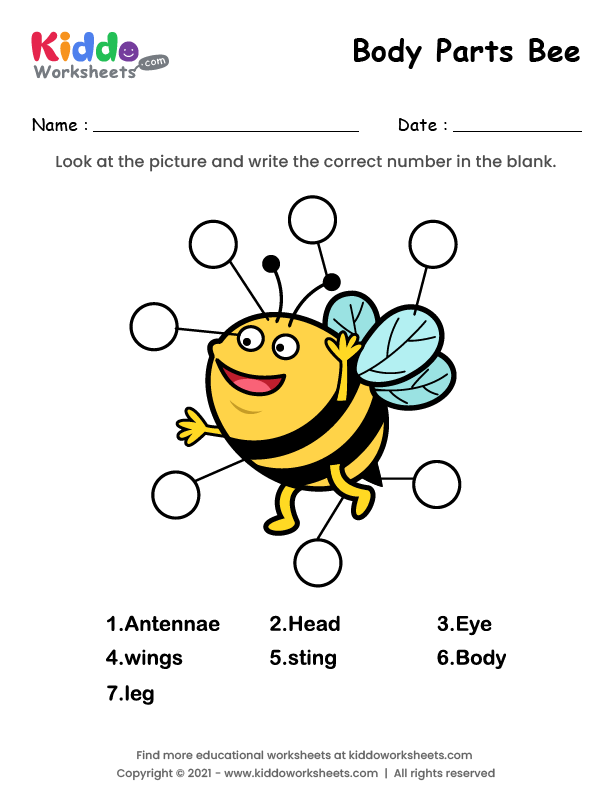 Kiddo
Worksheets.com
Body Parts Bee
Name :
Date :
Look at the picture and write the correct number in the blank.
1.Antennae 2.Head 3.Eye
4.wings 5.sting 6.Body
7.leg
Find more educational worksheets at kiddoworksheets.com
Copyright © 2021 - www.kiddoworksheets.com | All rights reserved